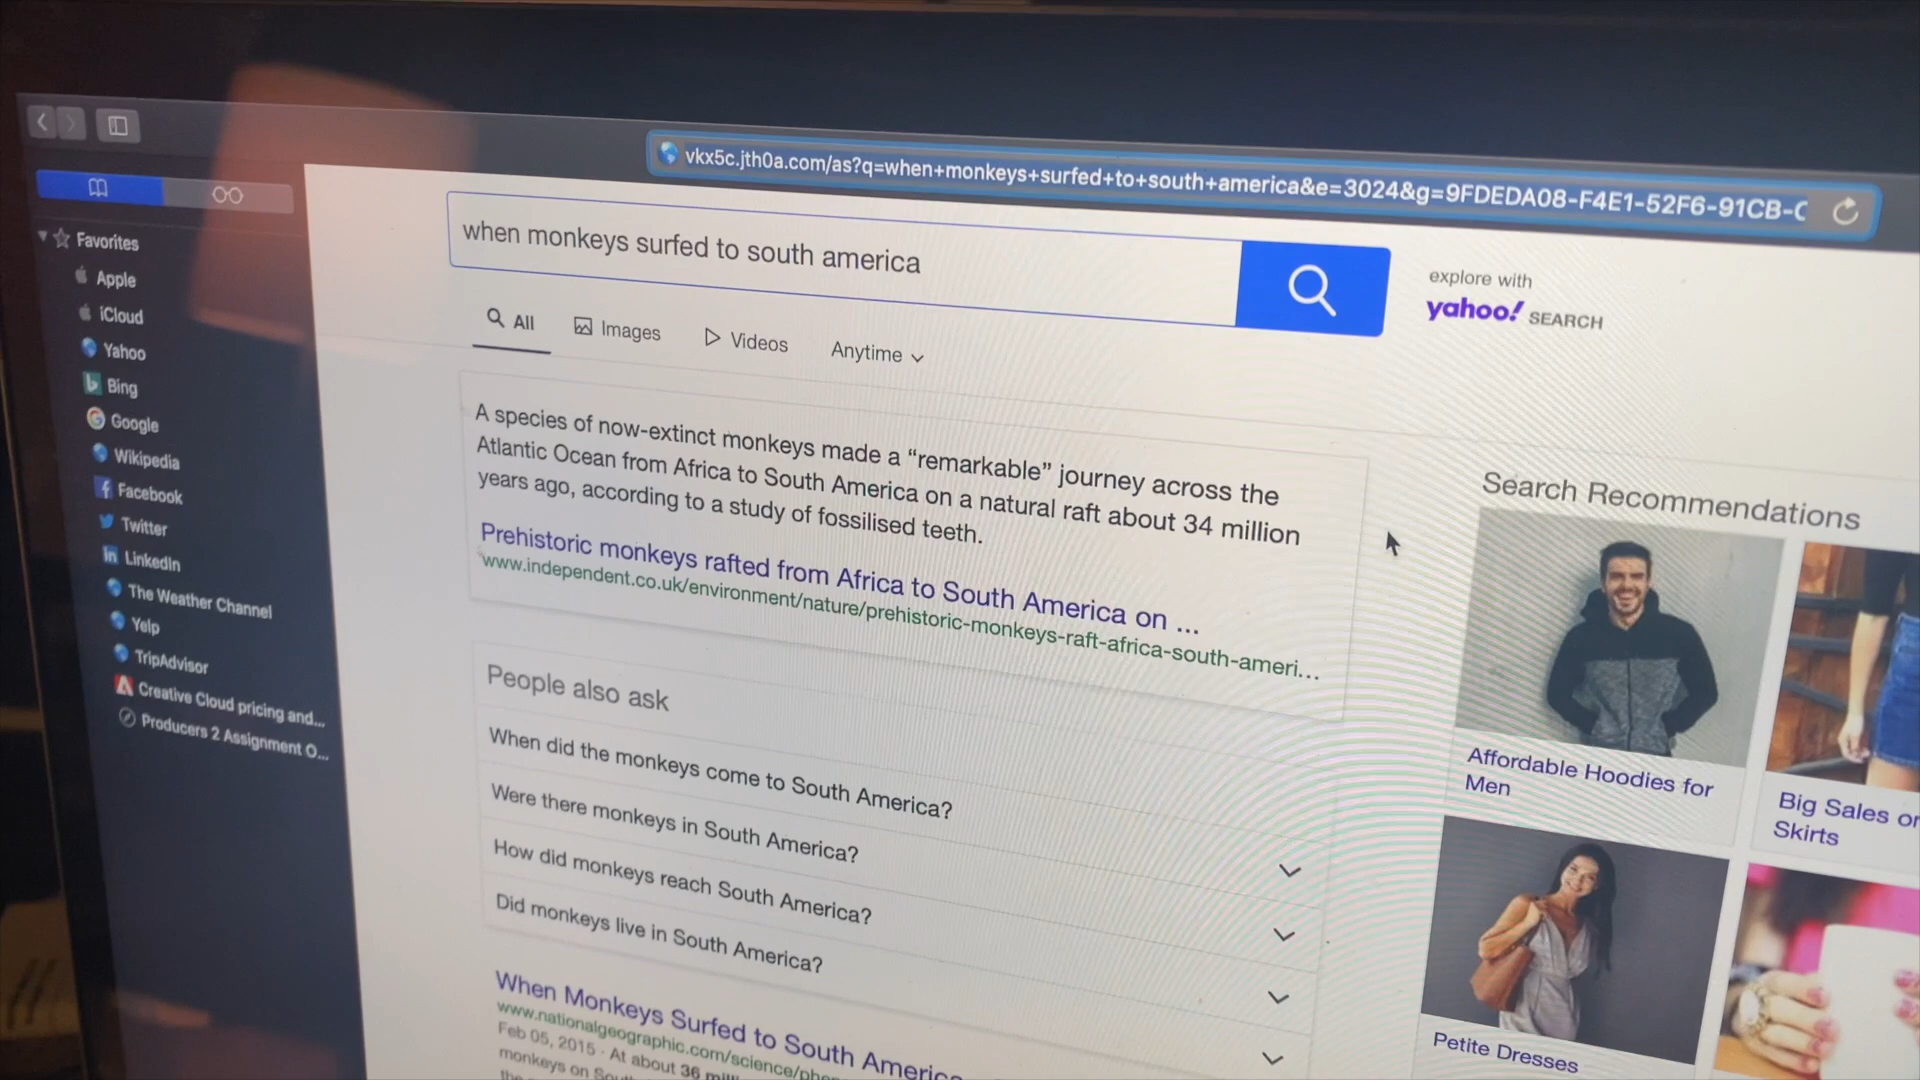 vkx5c.jth0a.com/as?q=when+monkeys+surfed+to+south+america&e=3024&g=9FDEDA08-F4E1-52F6-91CB-C
Favorites
Apple
iCloud
Yahoo
Bing
Google
Wikipedia
Facebook
Twitter
LinkedIn
The Weather Channel
Yelp
TripAdvisor
Creative Cloud pricing and...
Producers 2 Assignment O...
when monkeys surfed to south america
explore with
yahoo! SEARCH
All
Images
Videos
Anytime
A species of now-extinct monkeys made a “remarkable” journey across the
Atlantic Ocean from Africa to South America on a natural raft about 34 million
years ago, according to a study of fossilised teeth.
Prehistoric monkeys rafted from Africa to South America on ...
www.independent.co.uk/environment/nature/prehistoric-monkeys-raft-africa-south-ameri...
People also ask
When did the monkeys come to South America?
Were there monkeys in South America?
How did monkeys reach South America?
Did monkeys live in South America?
When Monkeys Surfed to South America
www.nationalgeographic.com/science/phe
Feb 05, 2015 · At about 36 mill
monkeys on Sou
Search Recommendations
Affordable Hoodies for
Men
Big Sales on
Skirts
Petite Dresses